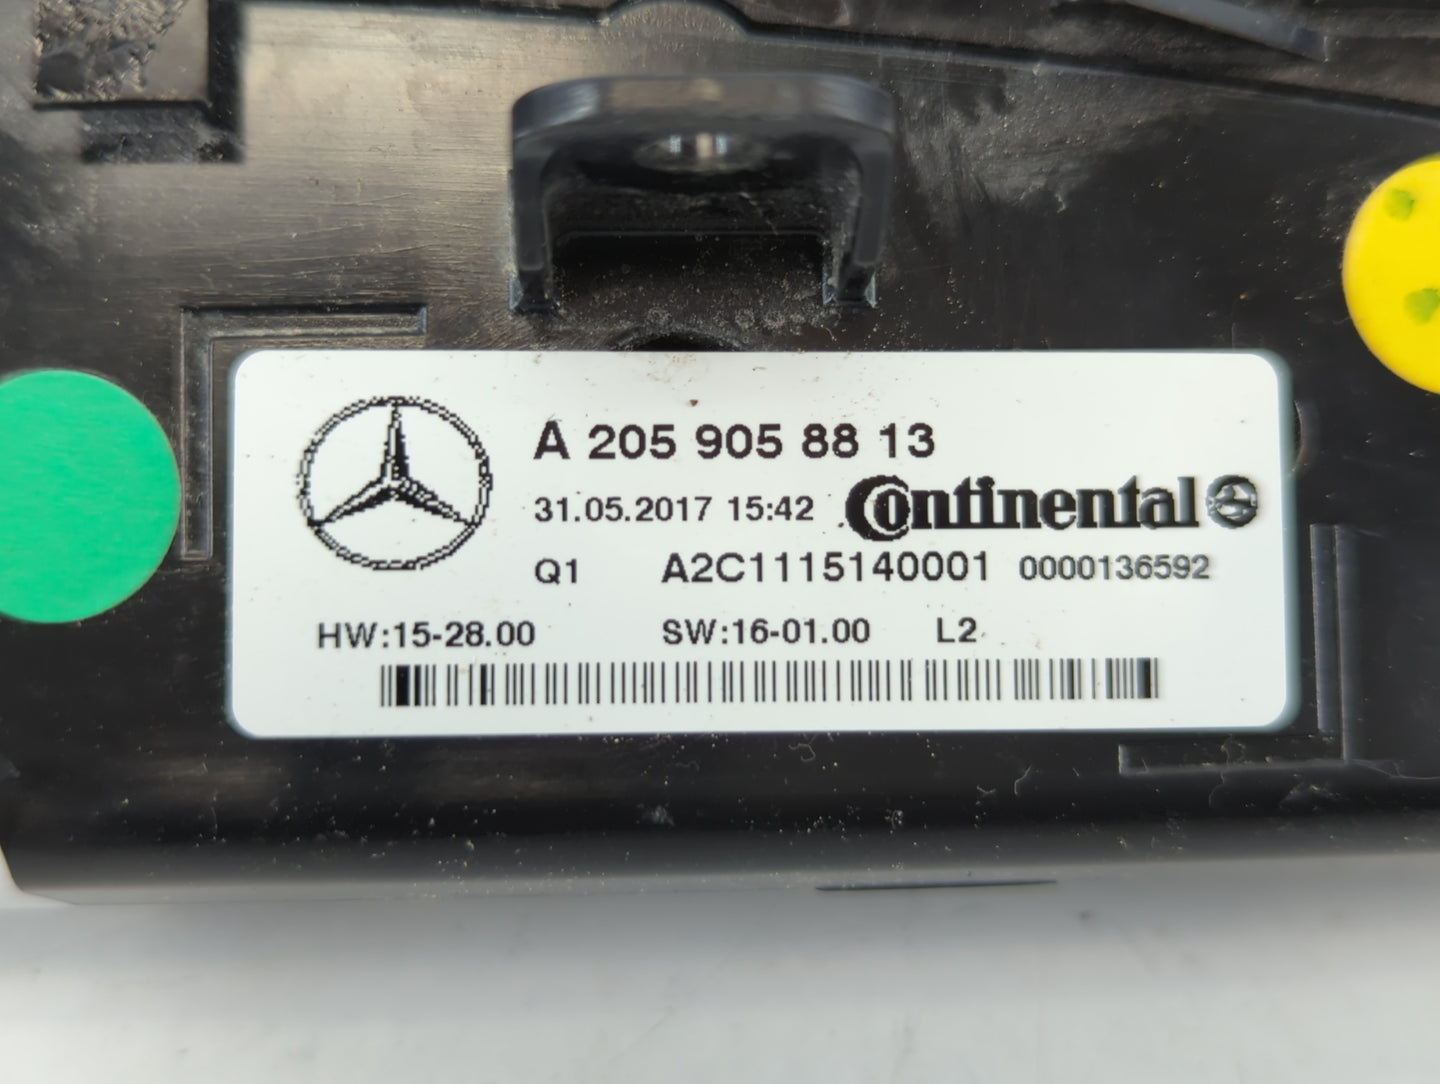 A 205 905 88 13
31.05.2017 15:42 Continental
Q1 A2C1115140001 0000136592
HW:15-28.00 SW:16-01.00 L2